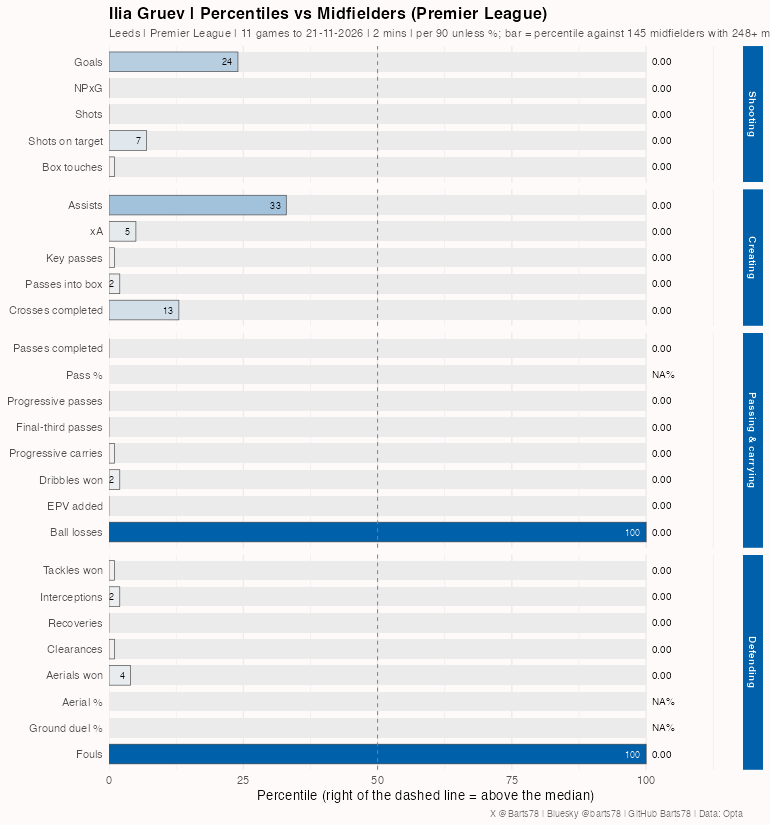 Ilia Gruev | Percentiles vs Midfielders (Premier League)
Leeds | Premier League | 11 games to 21-11-2026 | 2 mins | per 90 unless %; bar = percentile against 145 midfielders with 248+ m
Goals 24 0.00
NPxG 0.00
Shots 0.00
Shots on target 7 0.00
Box touches 0.00
Shooting
Assists 33 0.00
xA 5 0.00
Key passes 0.00
Passes into box 2 0.00
Crosses completed 13 0.00
Creating
Passes completed 0.00
Pass % NA%
Progressive passes 0.00
Final-third passes 0.00
Progressive carries 0.00
Dribbles won 2 0.00
EPV added 0.00
Ball losses 100 0.00
Passing & carrying
Tackles won 0.00
Interceptions 2 0.00
Recoveries 0.00
Clearances 0.00
Aerials won 4 0.00
Aerial % NA%
Ground duel % NA%
Fouls 100 0.00
Defending
0 25 50 75 100
Percentile (right of the dashed line = above the median)
X @Barts78 | Bluesky @barts78 | GitHub Barts78 | Data: Opta